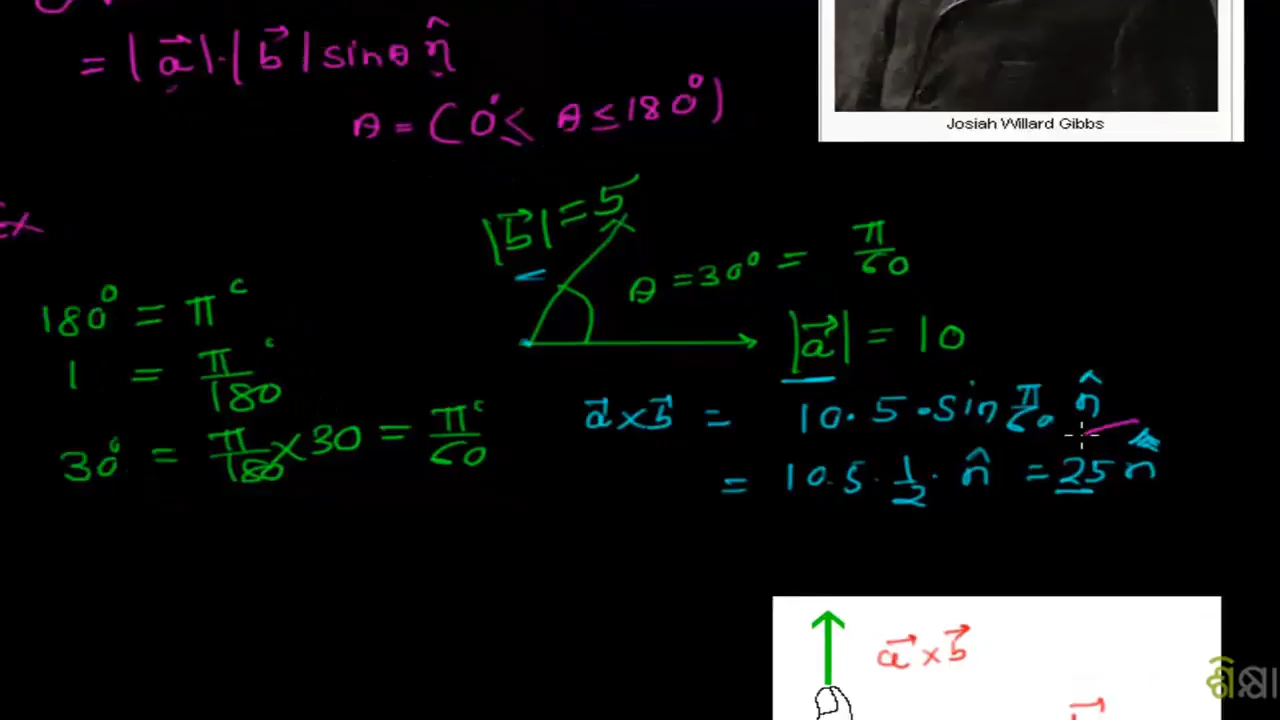 = |a⃗|·|b⃗| sinθ n̂
θ = (0° ≤ θ ≤ 180°)
Josiah Willard Gibbs
Ex
|b⃗| = 5
θ = 30° = π/60
180° = π^c
|a⃗| = 10
1 = π/180^c
a⃗×b⃗ = 10·5·sin π/60 n̂
30° = π/180 × 30 = π^c/60
= 10.5·1/2· n̂ = 25 n̂
a⃗×b⃗